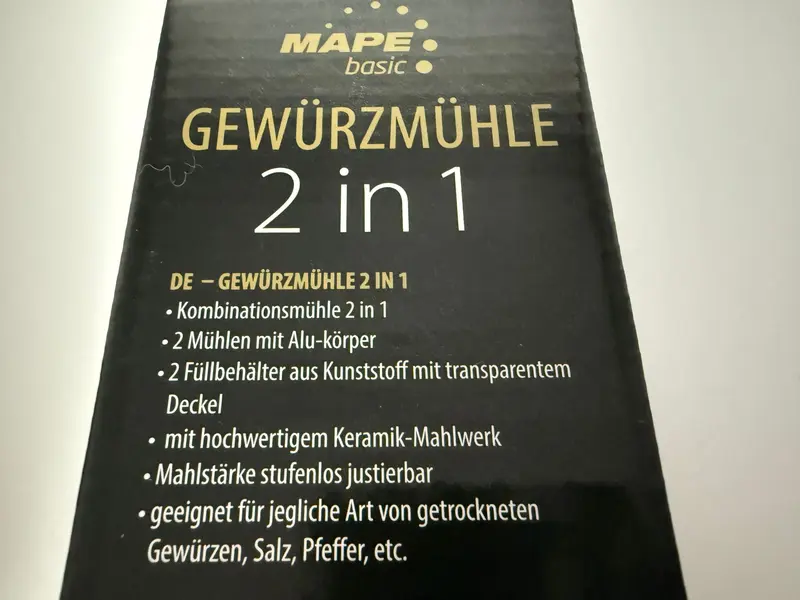 MAPE
basic
GEWÜRZMÜHLE
2 in 1
DE – GEWÜRZMÜHLE 2 IN 1
• Kombinationsmühle 2 in 1
• 2 Mühlen mit Alu-körper
• 2 Füllbehälter aus Kunststoff mit transparentem
Deckel
• mit hochwertigem Keramik-Mahlwerk
• Mahlstärke stufenlos justierbar
• geeignet für jegliche Art von getrockneten
Gewürzen, Salz, Pfeffer, etc.